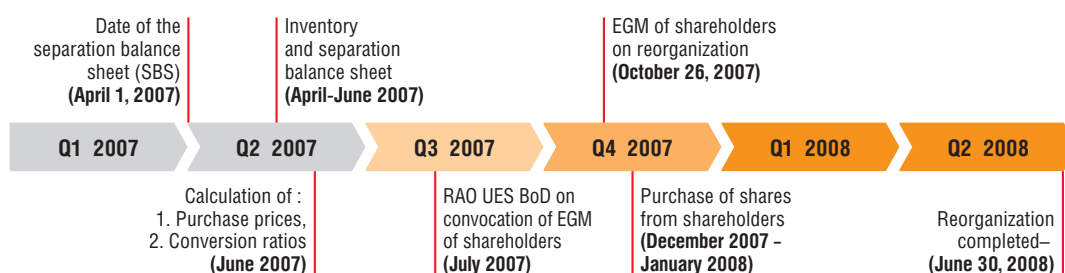 Date of the
separation balance
sheet (SBS)
(April 1, 2007)
Inventory
and separation
balance sheet
(April-June 2007)
EGM of shareholders
on reorganization
(October 26, 2007)
Q1 2007
Q2 2007
Q3 2007
Q4 2007
Q1 2008
Q2 2008
Calculation of :
1. Purchase prices,
2. Conversion ratios
(June 2007)
RAO UES BoD on
convocation of EGM
of shareholders
(July 2007)
Purchase of shares
from shareholders
(December 2007 –
January 2008)
Reorganization
completed–
(June 30, 2008)